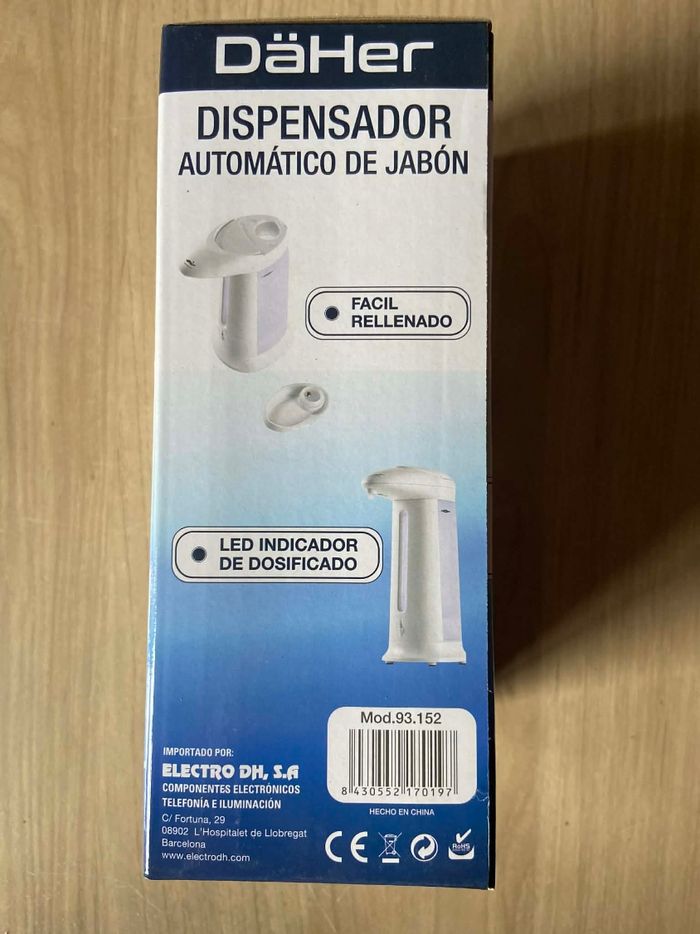 DäHer
DISPENSADOR
AUTOMÁTICO DE JABÓN
FACIL
RELLENADO
LED INDICADOR
DE DOSIFICADO
Mod.93.152
8 430552 170197
HECHO EN CHINA
IMPORTADO POR:
ELECTRO DH, S.A
COMPONENTES ELECTRÓNICOS
TELEFONÍA E ILUMINACIÓN
C/ Fortuna, 29
08902 L'Hospitalet de Llobregat
Barcelona
www.electrodh.com
CE
RoHS